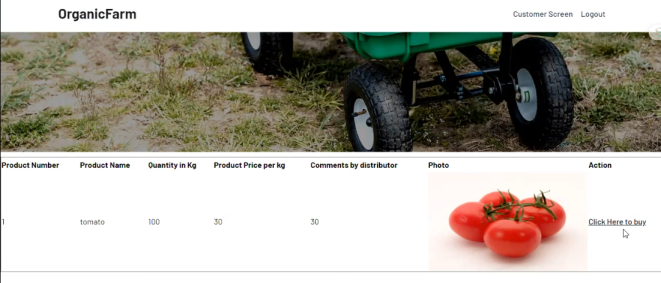 OrganicFarm
Customer Screen Logout
Product Number Product Name Quantity in Kg Product Price per kg Comments by distributor Photo Action
1 tomato 100 30 30 Click Here to buy